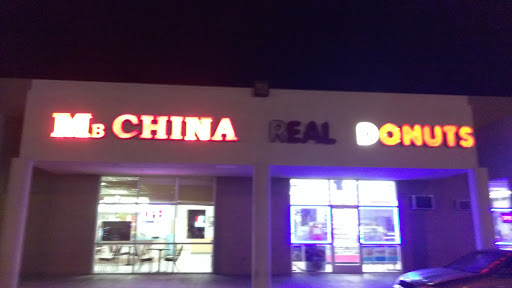 MB CHINA
REAL DONUTS